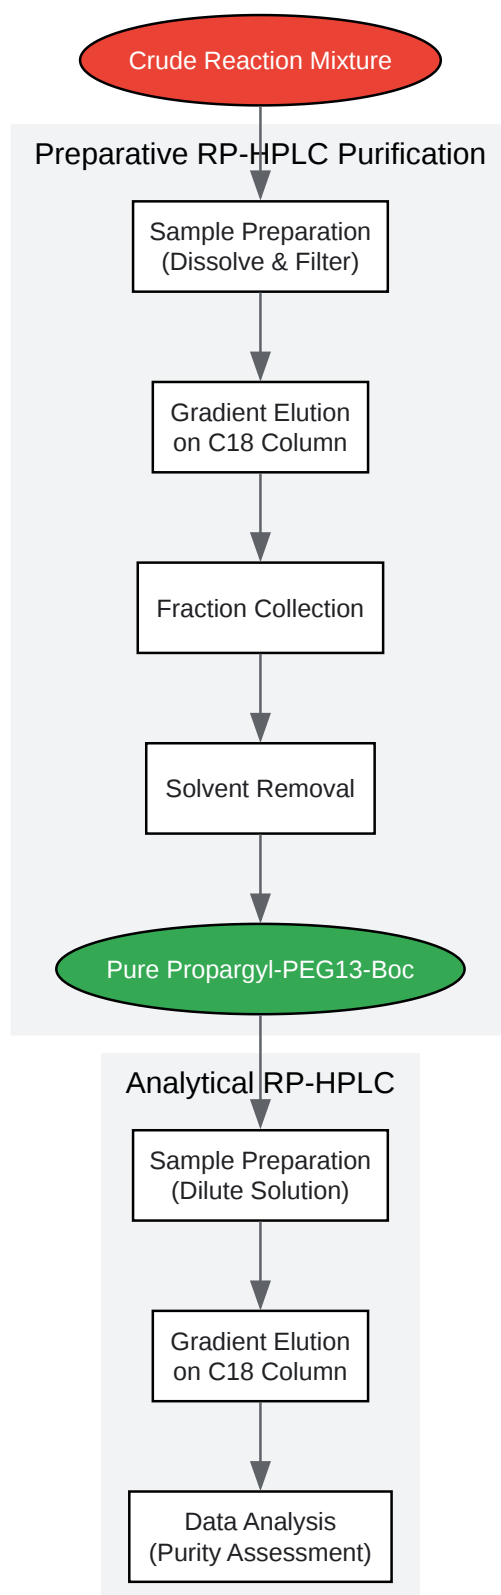 Crude Reaction Mixture
Preparative RP-HPLC Purification
Sample Preparation
(Dissolve & Filter)
Gradient Elution
on C18 Column
Fraction Collection
Solvent Removal
Pure Propargyl-PEG13-Boc
Analytical RP-HPLC
Sample Preparation
(Dilute Solution)
Gradient Elution
on C18 Column
Data Analysis
(Purity Assessment)